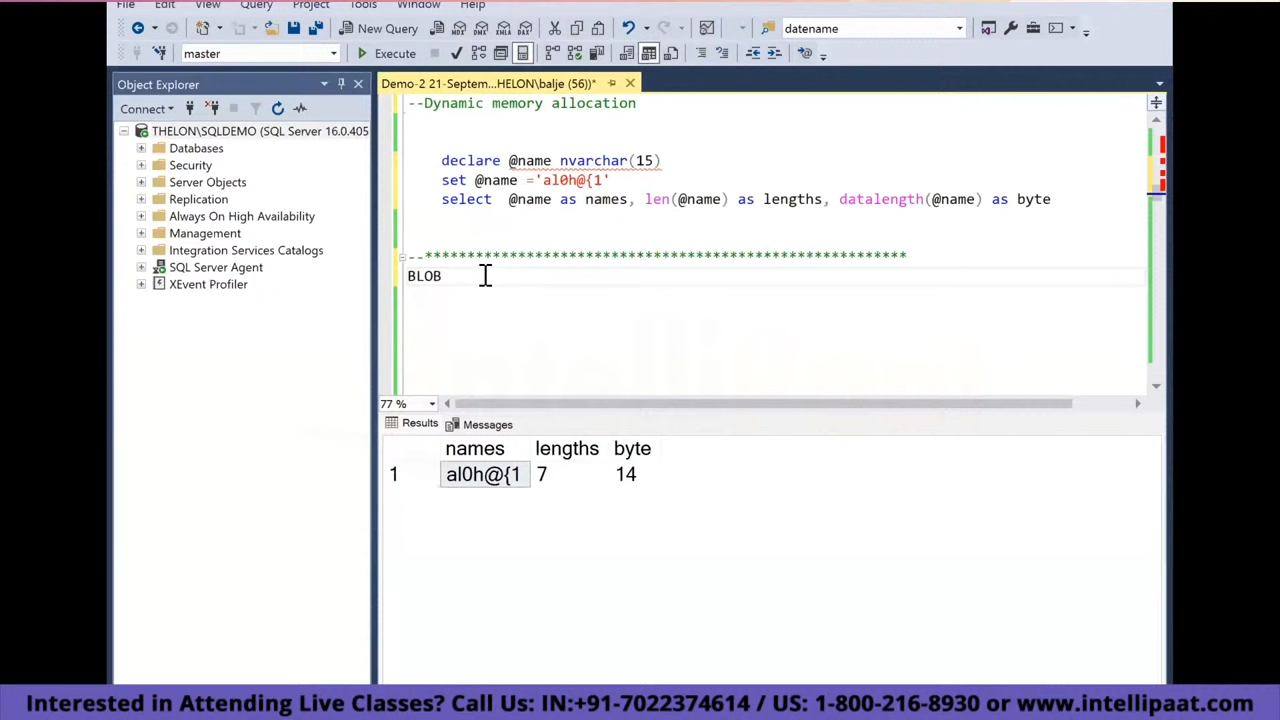 File Edit View Query Project Tools Window Help
New Query datename
master Execute
Object Explorer
Demo-2 21-Septem...HELON\balje (56))*
Connect
THELON\SQLDEMO (SQL Server 16.0.405
Databases
Security
Server Objects
Replication
Always On High Availability
Management
Integration Services Catalogs
SQL Server Agent
XEvent Profiler
--Dynamic memory allocation
declare @name nvarchar(15)
set @name ='al0h@{1'
select @name as names, len(@name) as lengths, datalength(@name) as byte
--*********************************************************
BLOB
77 %
Results Messages
names lengths byte
1 al0h@{1 7 14
Interested in Attending Live Classes? Call Us: IN:+91-7022374614 / US: 1-800-216-8930 or www.intellipaat.com